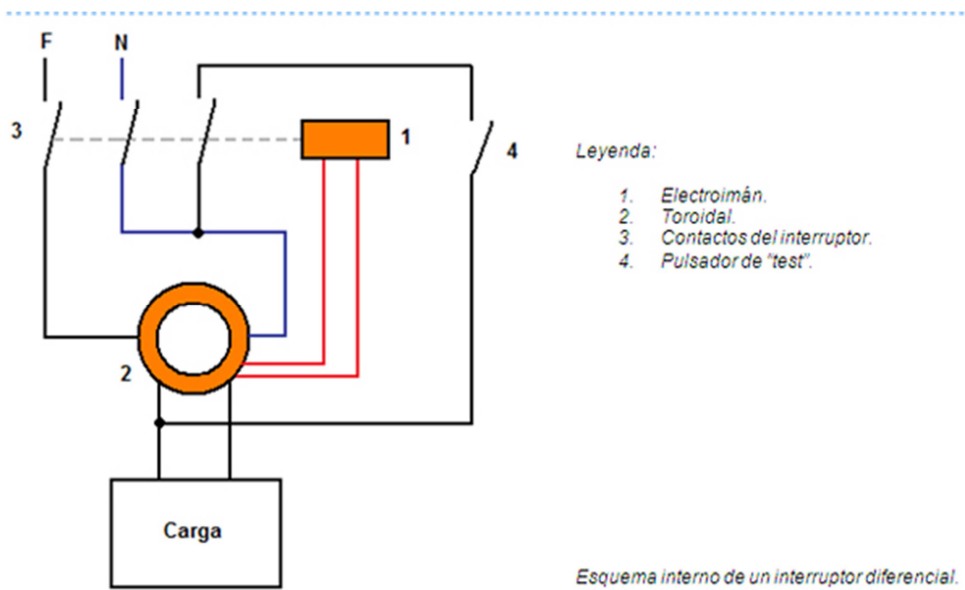 F N
3
1
4
2
Carga
Leyenda:
1. Electroimán.
2. Toroidal.
3. Contactos del interruptor.
4. Pulsador de "test".
Esquema interno de un interruptor diferencial.